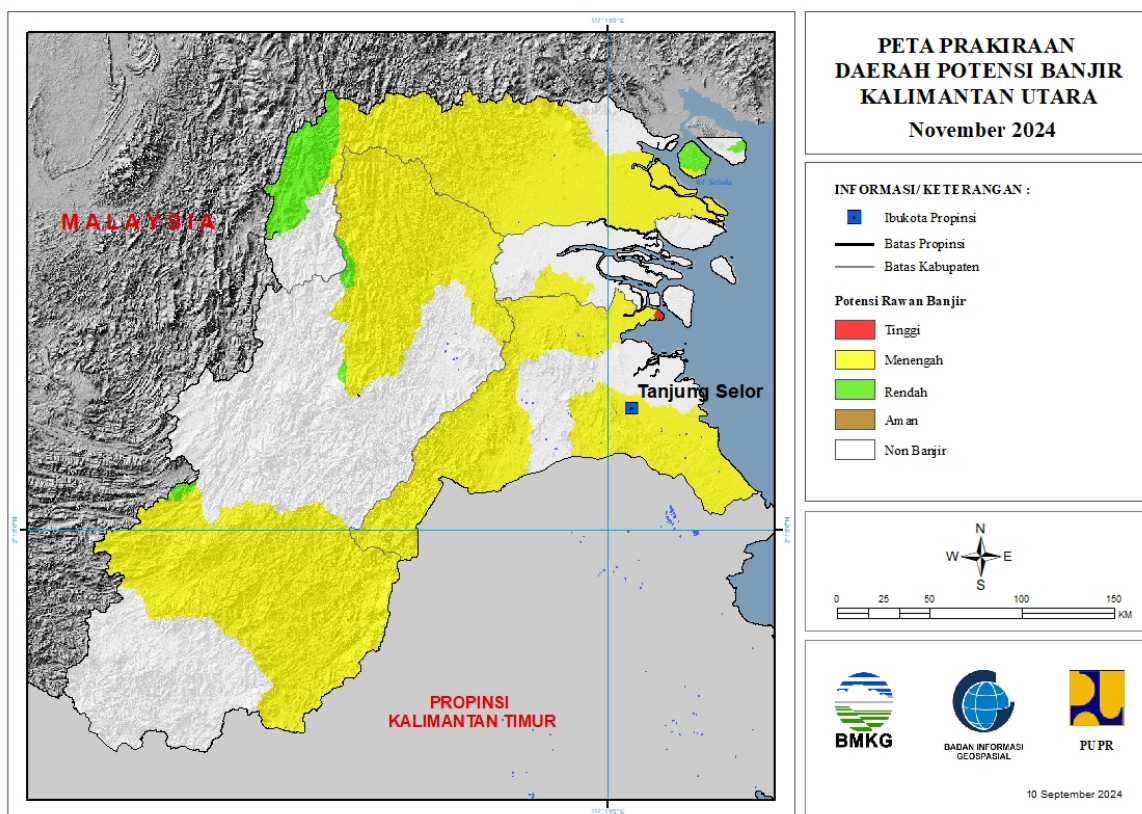 PETA PRAKIRAAN
DAERAH POTENSI BANJIR
KALIMANTAN UTARA
November 2024
INFORMASI/KETERANGAN :
Ibukota Propinsi
Batas Propinsi
Batas Kabupaten
Potensi Rawan Banjir
Tinggi
Menengah
Rendah
Aman
Non Banjir
MALAYSIA
Tanjung Selor
PROPINSI
KALIMANTAN TIMUR
N
W E
S
0 25 50 100 150
KM
BMKG
BADAN INFORMASI
GEOSPASIAL
PUPR
10 September 2024